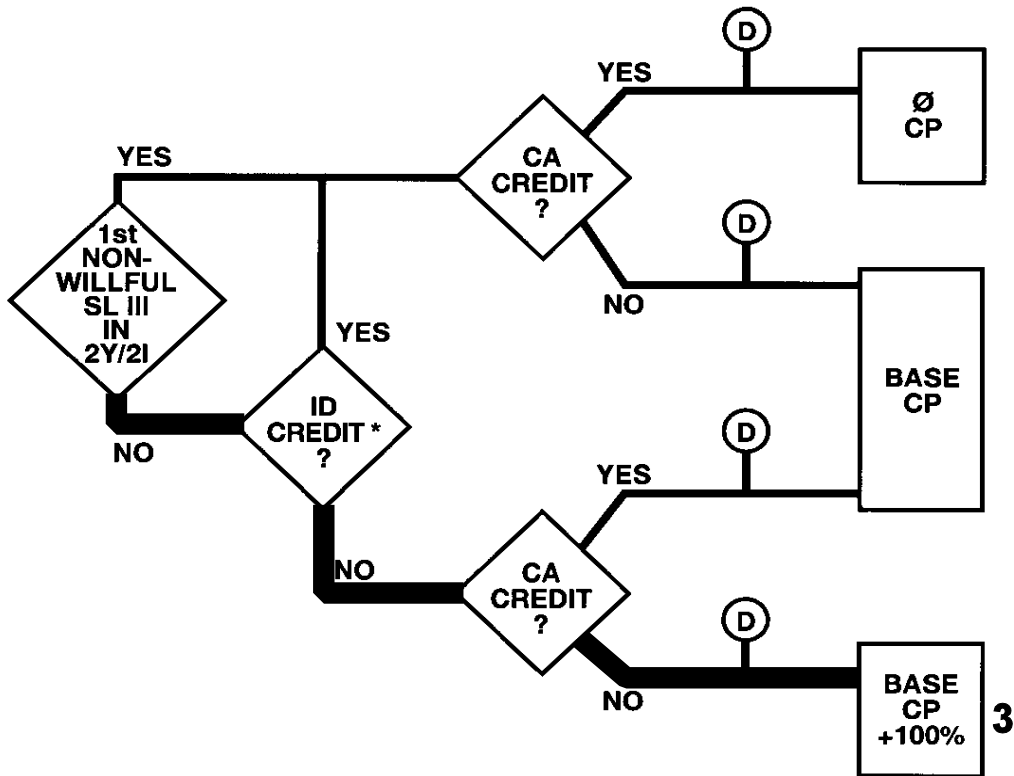 D
YES
Ø
CP
CA
CREDIT
?
YES
D
1st
NON-
WILLFUL
SL III
IN
2Y/2I
NO
YES
BASE
CP
ID
CREDIT *
?
D
NO
YES
NO
CA
CREDIT
?
D
NO
BASE
CP
+100%
3